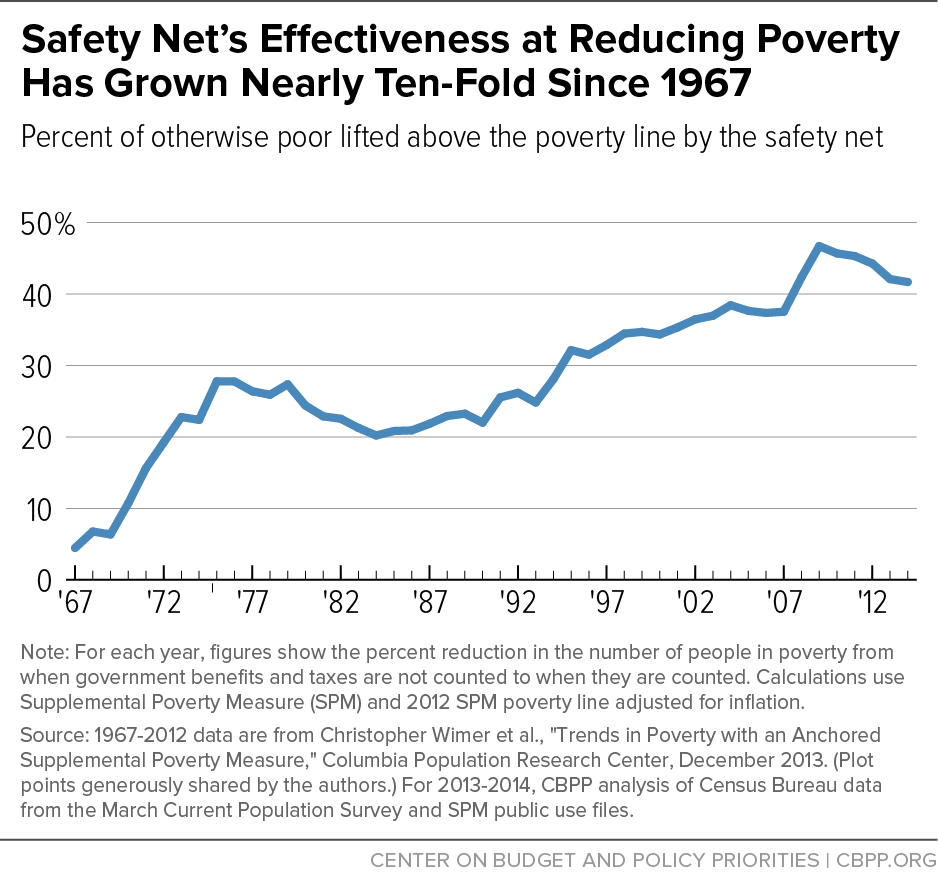 Safety Net's Effectiveness at Reducing Poverty
Has Grown Nearly Ten-Fold Since 1967
Percent of otherwise poor lifted above the poverty line by the safety net
50%
40
30
20
10
0
'67 '72 '77 '82 '87 '92 '97 '02 '07 '12
Note: For each year, figures show the percent reduction in the number of people in poverty from
when government benefits and taxes are not counted to when they are counted. Calculations use
Supplemental Poverty Measure (SPM) and 2012 SPM poverty line adjusted for inflation.
Source: 1967-2012 data are from Christopher Wimer et al., "Trends in Poverty with an Anchored
Supplemental Poverty Measure," Columbia Population Research Center, December 2013. (Plot
points generously shared by the authors.) For 2013-2014, CBPP analysis of Census Bureau data
from the March Current Population Survey and SPM public use files.
CENTER ON BUDGET AND POLICY PRIORITIES | CBPP.ORG